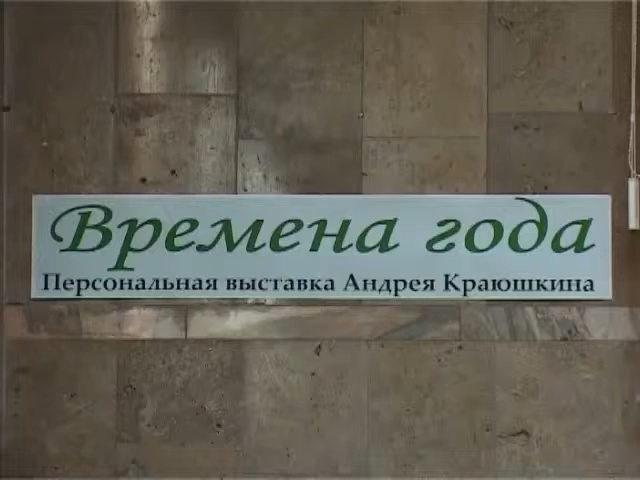 Времена года
Персональная выставка Андрея Краюшкина